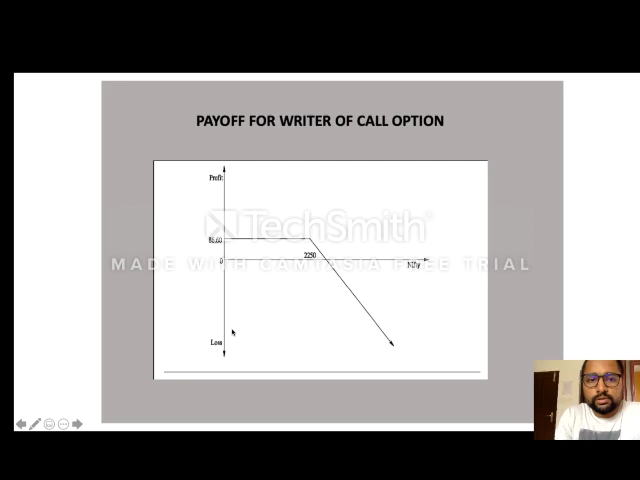 PAYOFF FOR WRITER OF CALL OPTION
Profit
TechSmith
86.60
2250
0
Nifty
MADE WITH CAMTASIA FREE TRIAL
Loss